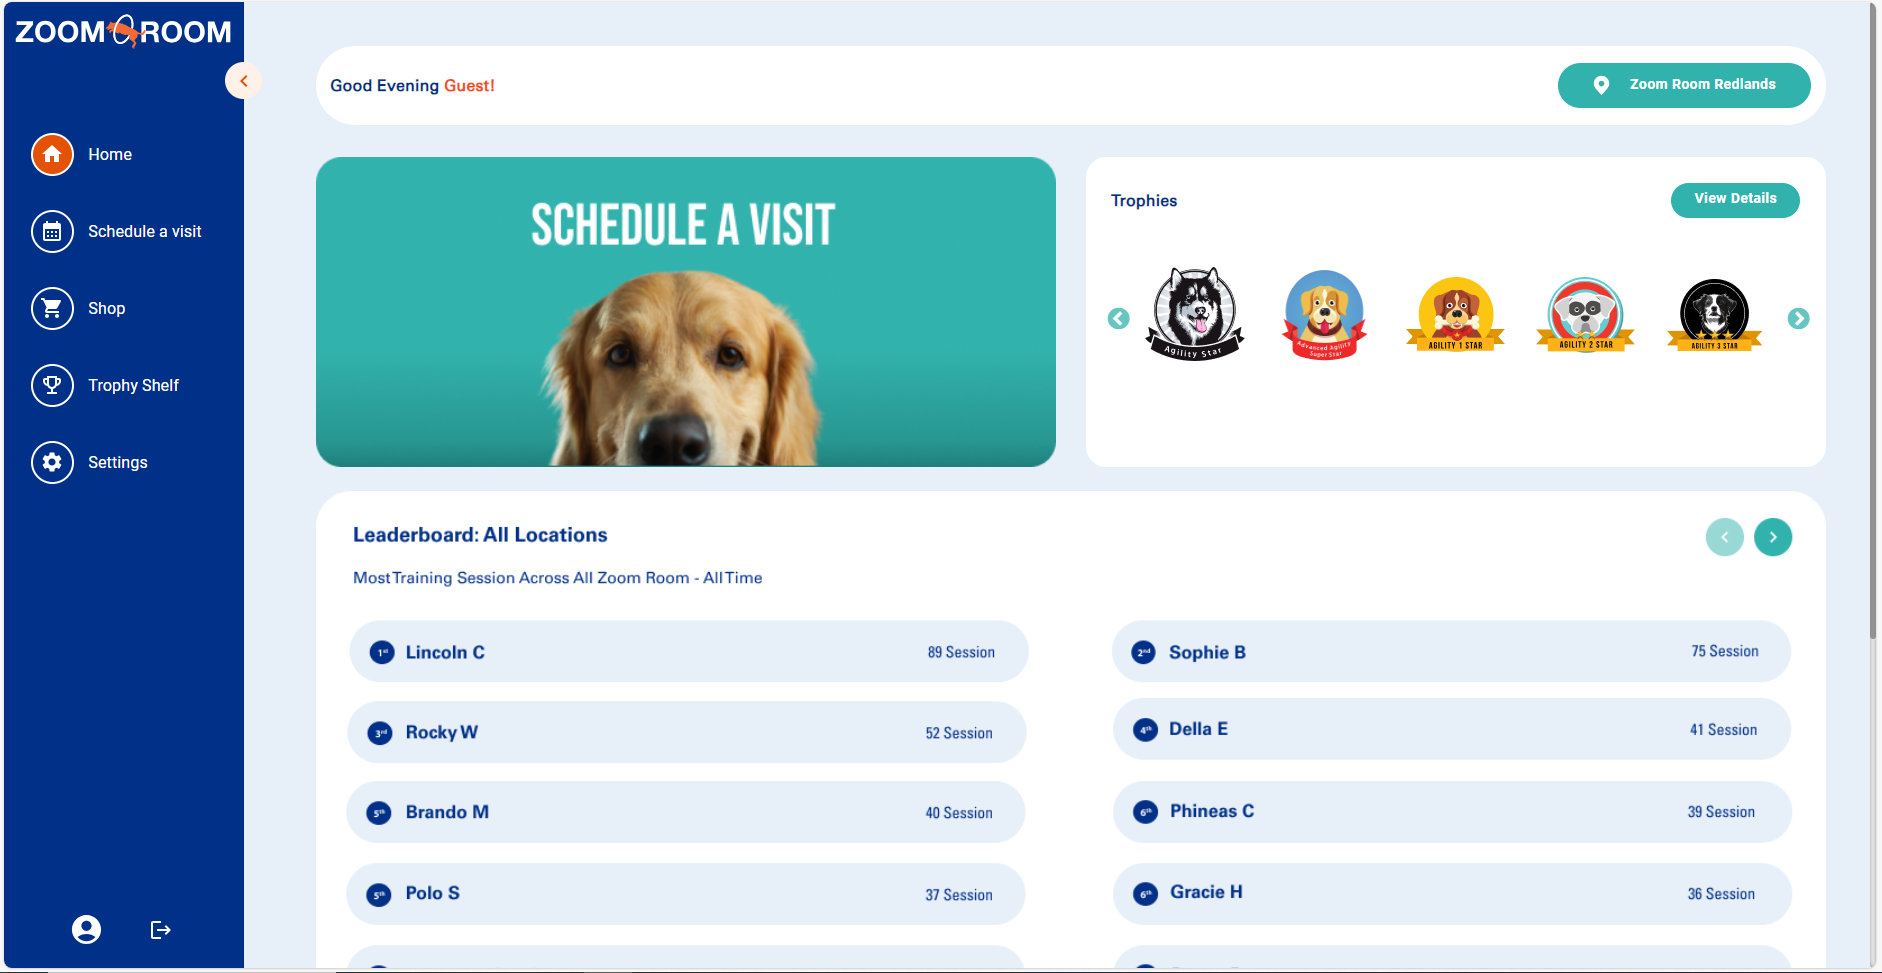 ZOOM ROOM
Home
Schedule a visit
Shop
Trophy Shelf
Settings
Good Evening Guest!
Zoom Room Redlands
SCHEDULE A VISIT
Trophies
View Details
Agility Star
Advanced Agility
Super Star
AGILITY 1 STAR
AGILITY 2 STAR
AGILITY 3 STAR
Leaderboard: All Locations
Most Training Session Across All Zoom Room - All Time
1st Lincoln C 89 Session
2nd Sophie B 75 Session
3rd Rocky W 52 Session
4th Della E 41 Session
5th Brando M 40 Session
6th Phineas C 39 Session
5th Polo S 37 Session
6th Gracie H 36 Session